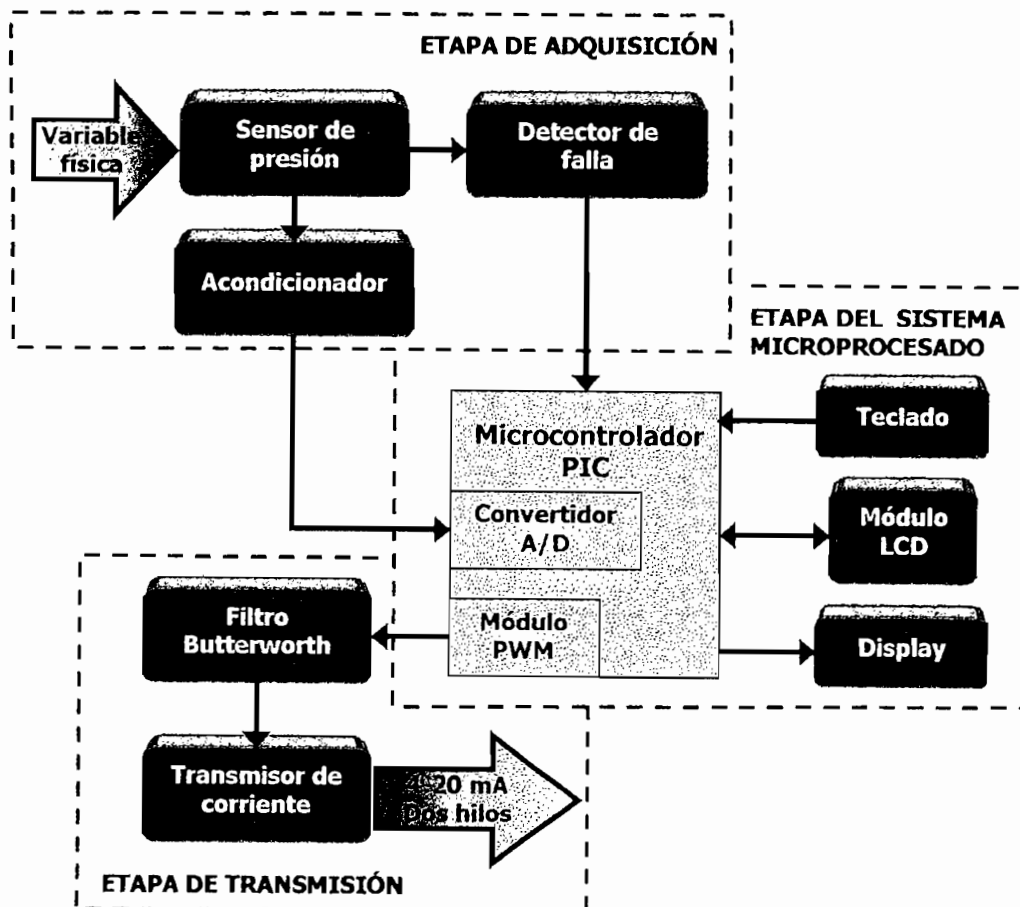 ETAPA DE ADQUISICIÓN
Variable
física
Sensor de
presión
Detector de
falla
Acondicionador
ETAPA DEL SISTEMA
MICROPROCESADO
Microcontrolador
PIC
Teclado
Convertidor
A/D
Módulo
LCD
Módulo
PWM
Display
Filtro
Butterworth
Transmisor de
corriente
4-20 mA
Dos hilos
ETAPA DE TRANSMISIÓN